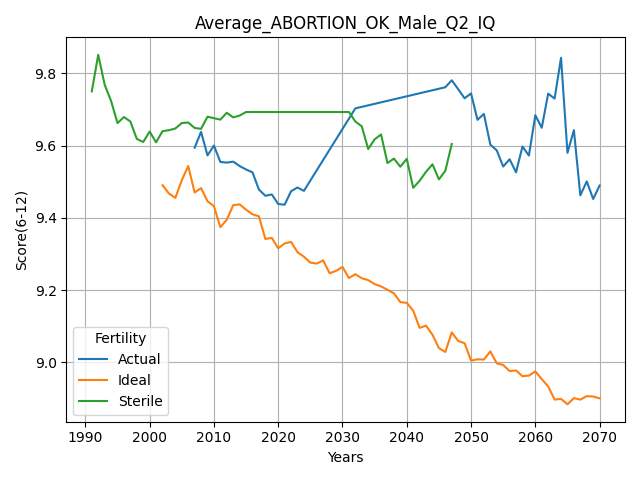 Average_ABORTION_OK_Male_Q2_IQ
Score(6-12)
9.8
9.6
9.4
9.2
9.0
Fertility
Actual
Ideal
Sterile
1990 2000 2010 2020 2030 2040 2050 2060 2070
Years